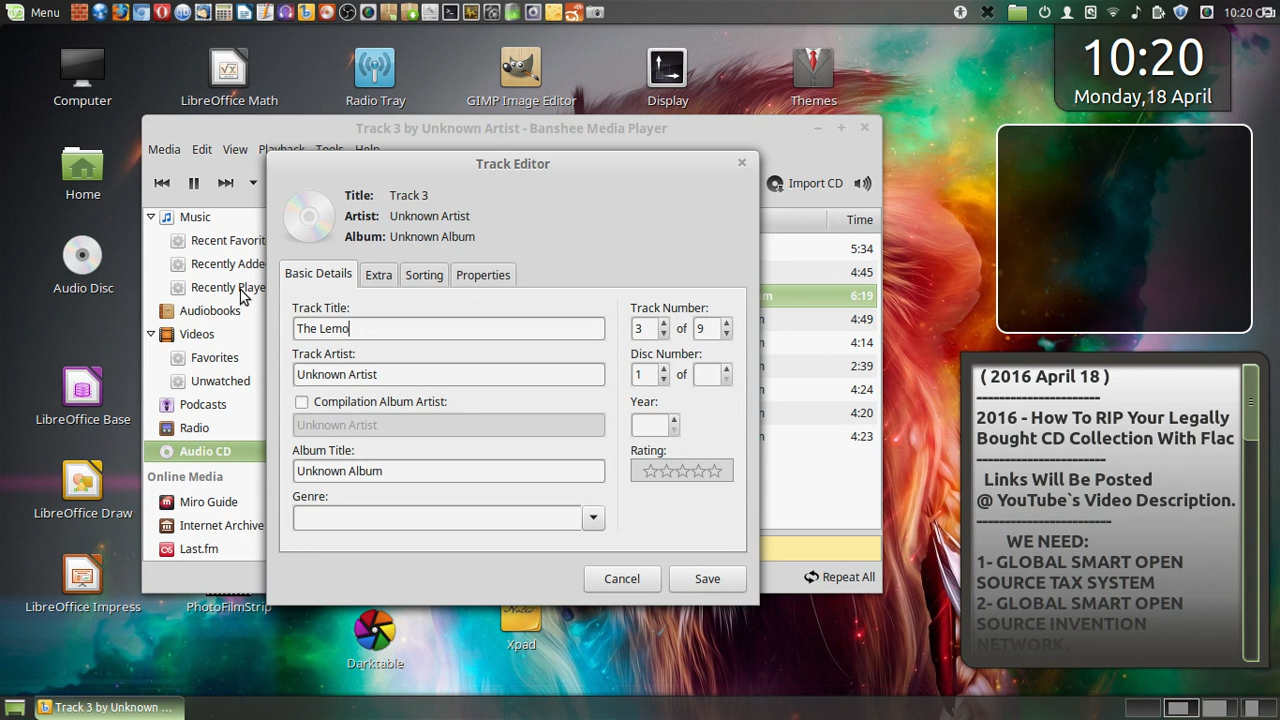 Menu
10:20
10:20
Monday,18 April
Computer
LibreOffice Math
Radio Tray
GIMP Image Editor
Display
Themes
Home
Audio Disc
LibreOffice Base
LibreOffice Draw
LibreOffice Impress
PhotoFilmStrip
Darktable
Xpad
Track 3 by Unknown Artist - Banshee Media Player
Media Edit View Playback Tools Help
Import CD
Music
Recent Favorit
Recently Adde
Recently Playe
Audiobooks
Videos
Favorites
Unwatched
Podcasts
Radio
Audio CD
Online Media
Miro Guide
Internet Archive
Last.fm
Time
5:34
4:45
6:19
4:49
4:14
2:39
4:24
4:20
4:23
Repeat All
Track Editor
Title: Track 3
Artist: Unknown Artist
Album: Unknown Album
Basic Details Extra Sorting Properties
Track Title:
The Lemo
Track Artist:
Unknown Artist
Compilation Album Artist:
Unknown Artist
Album Title:
Unknown Album
Genre:
Track Number:
3 of 9
Disc Number:
1 of
Year:
Rating:
Cancel Save
( 2016 April 18 )
----------------------
2016 - How To RIP Your Legally
Bought CD Collection With Flac
-----------------------
Links Will Be Posted
@ YouTube`s Video Description.
------------------------
WE NEED:
1- GLOBAL SMART OPEN
SOURCE TAX SYSTEM
2- GLOBAL SMART OPEN
SOURCE INVENTION
NETWORK.
Track 3 by Unknown ...